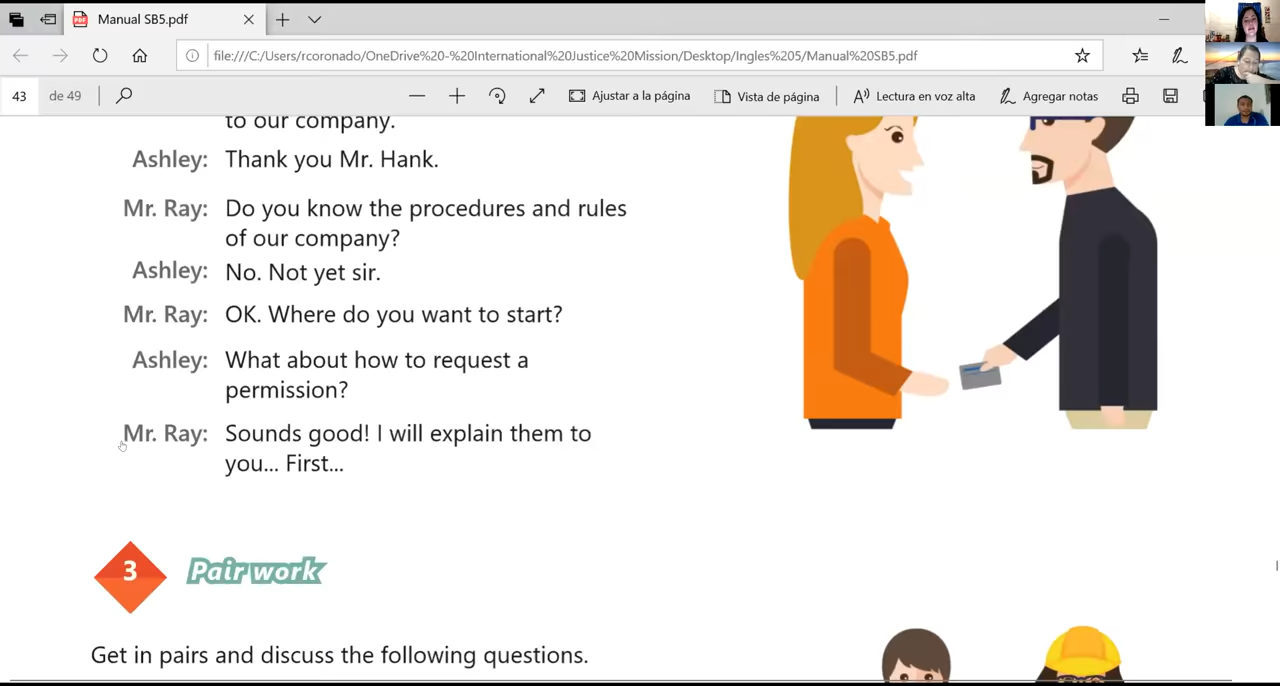 Manual SB5.pdf
file:///C:/Users/rcoronado/OneDrive%20-%20International%20Justice%20Mission/Desktop/Ingles%205/Manual%20SB5.pdf
43 de 49 Ajustar a la página Vista de página Lectura en voz alta Agregar notas
to our company.
Ashley: Thank you Mr. Hank.
Mr. Ray: Do you know the procedures and rules
of our company?
Ashley: No. Not yet sir.
Mr. Ray: OK. Where do you want to start?
Ashley: What about how to request a
permission?
Mr. Ray: Sounds good! I will explain them to
you... First...
3 Pair work
Get in pairs and discuss the following questions.